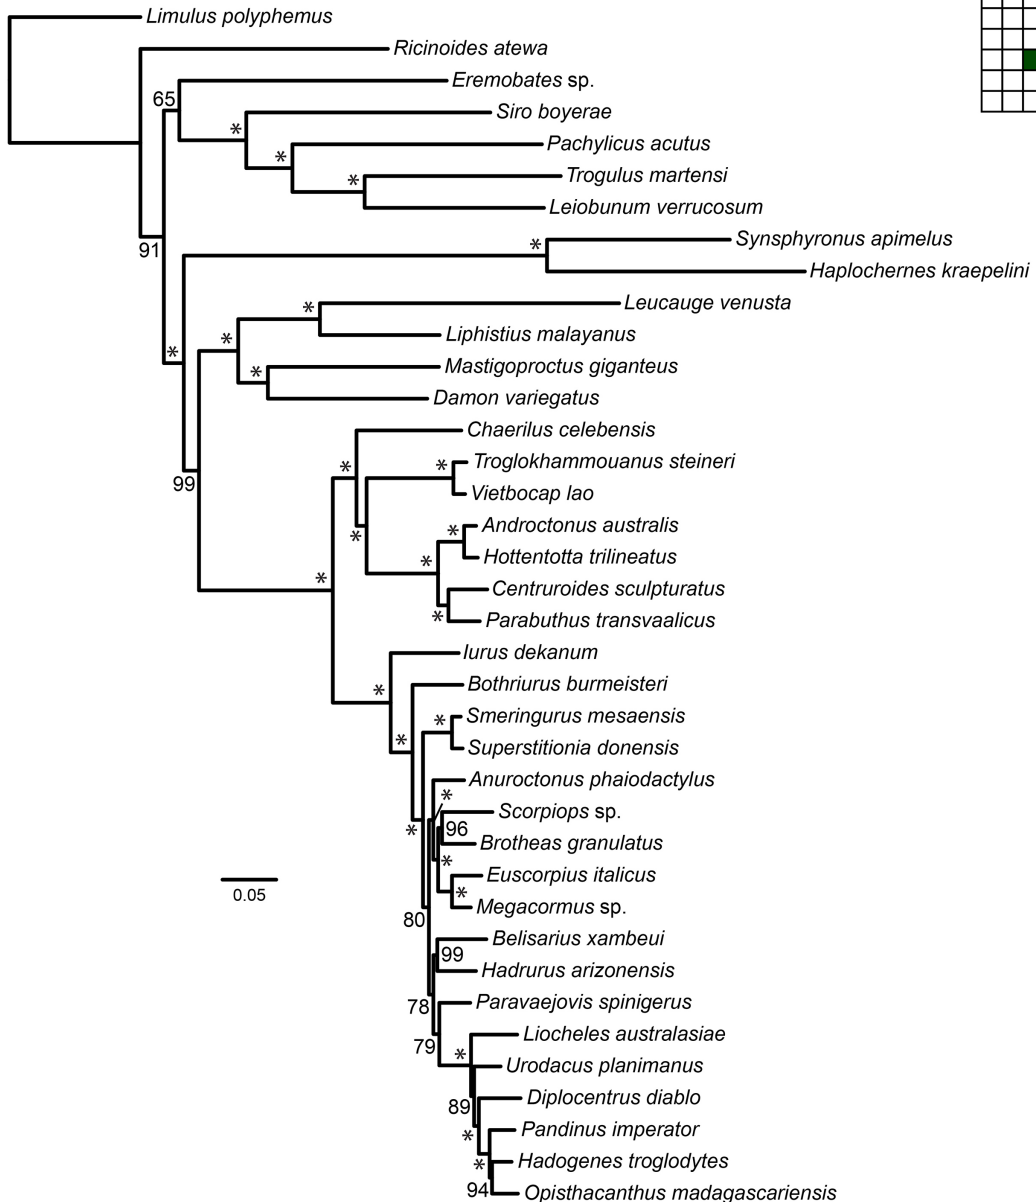 Limulus polyphemus
Ricinoides atewa
Eremobates sp.
65
Siro boyerae
*
Pachylicus acutus
*
Trogulus martensi
*
Leiobunum verrucosum
Synsphyronus apimelus
*
91
Haplochernes kraepelini
Leucauge venusta
*
Liphistius malayanus
*
*
Mastigoproctus giganteus
*
Damon variegatus
Chaerilus celebensis
Troglokhammouanus steineri
*
*
99
Vietbocap lao
Androctonus australis
*
*
Hottentotta trilineatus
*
*
Centruroides sculpturatus
Parabuthus transvaalicus
*
Iurus dekanum
Bothriurus burmeisteri
*
Smeringurus mesaensis
*
Superstitionia donensis
*
Anuroctonus phaiodactylus
*
Scorpiops sp.
96
*
Brotheas granulatus
*
Euscorpius italicus
*
0.05
Megacormus sp.
80
Belisarius xambeui
99
Hadrurus arizonensis
Paravaejovis spinigerus
78
Liocheles australasiae
79
*
Urodacus planimanus
Diplocentrus diablo
89
Pandinus imperator
*
Hadogenes troglodytes
*
94
Opisthacanthus madagascariensis